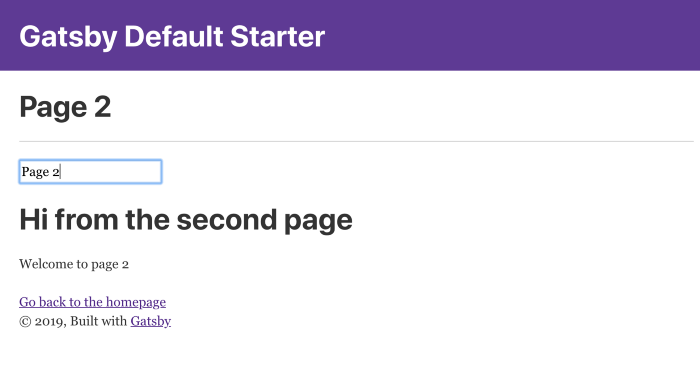 Gatsby Default Starter
Page 2
Page 2
Hi from the second page
Welcome to page 2
Go back to the homepage
© 2019, Built with Gatsby